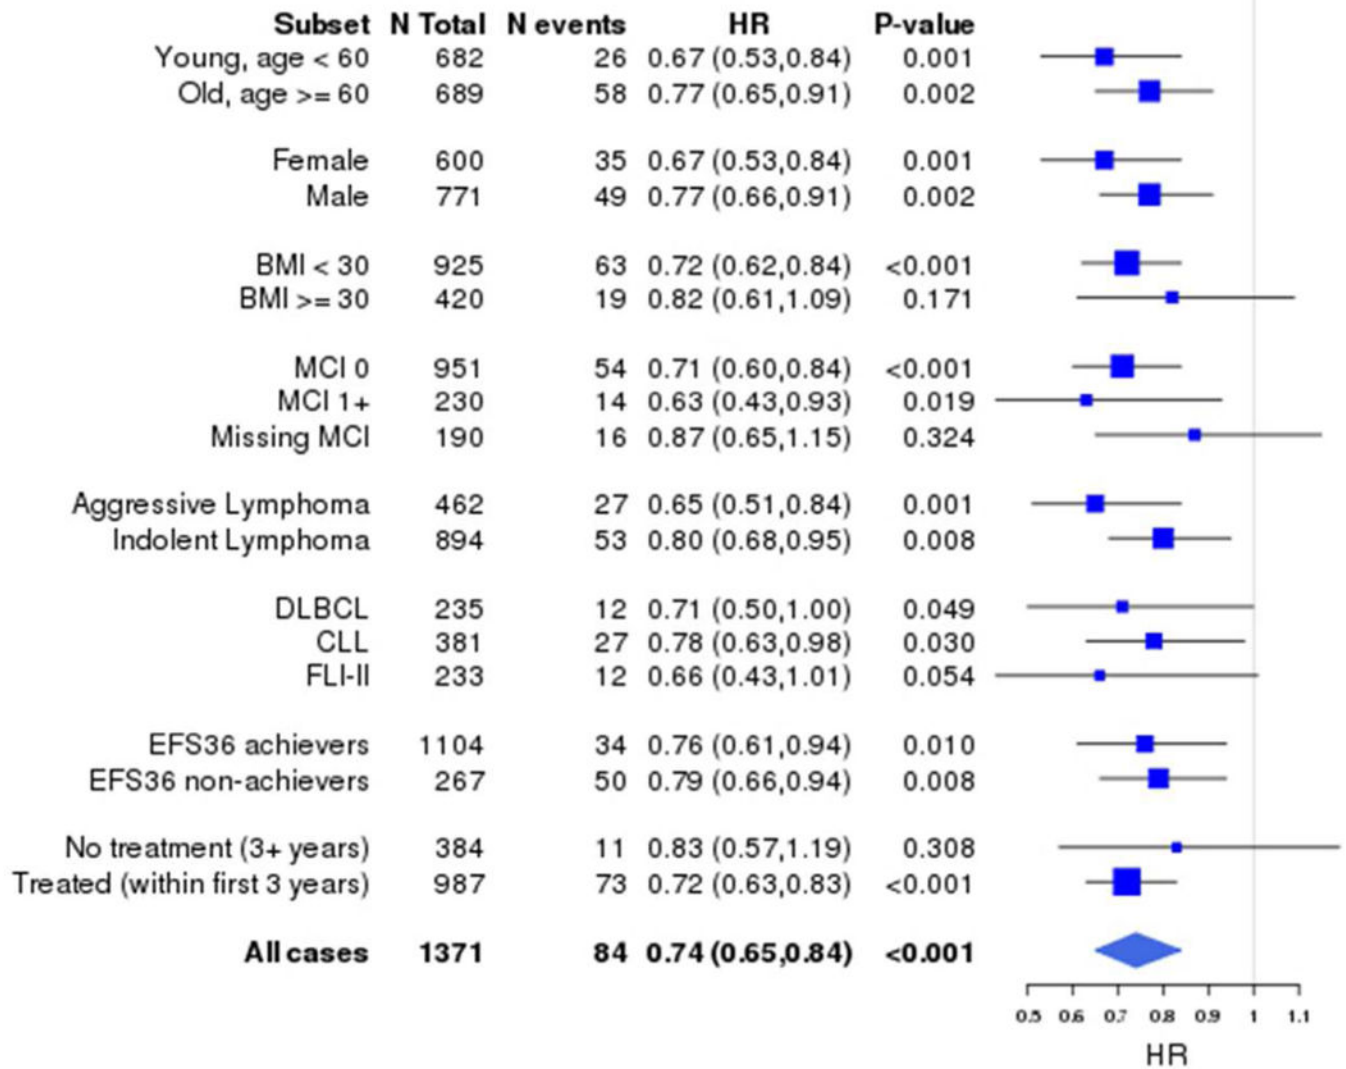 Subset N Total N events HR P-value
Young, age < 60 682 26 0.67 (0.53,0.84) 0.001
Old, age >= 60 689 58 0.77 (0.65,0.91) 0.002
Female 600 35 0.67 (0.53,0.84) 0.001
Male 771 49 0.77 (0.66,0.91) 0.002
BMI < 30 925 63 0.72 (0.62,0.84) <0.001
BMI >= 30 420 19 0.82 (0.61,1.09) 0.171
MCI 0 951 54 0.71 (0.60,0.84) <0.001
MCI 1+ 230 14 0.63 (0.43,0.93) 0.019
Missing MCI 190 16 0.87 (0.65,1.15) 0.324
Aggressive Lymphoma 462 27 0.65 (0.51,0.84) 0.001
Indolent Lymphoma 894 53 0.80 (0.68,0.95) 0.008
DLBCL 235 12 0.71 (0.50,1.00) 0.049
CLL 381 27 0.78 (0.63,0.98) 0.030
FLI-II 233 12 0.66 (0.43,1.01) 0.054
EFS36 achievers 1104 34 0.76 (0.61,0.94) 0.010
EFS36 non-achievers 267 50 0.79 (0.66,0.94) 0.008
No treatment (3+ years) 384 11 0.83 (0.57,1.19) 0.308
Treated (within first 3 years) 987 73 0.72 (0.63,0.83) <0.001
All cases 1371 84 0.74 (0.65,0.84) <0.001
0.5 0.6 0.7 0.8 0.9 1 1.1
HR